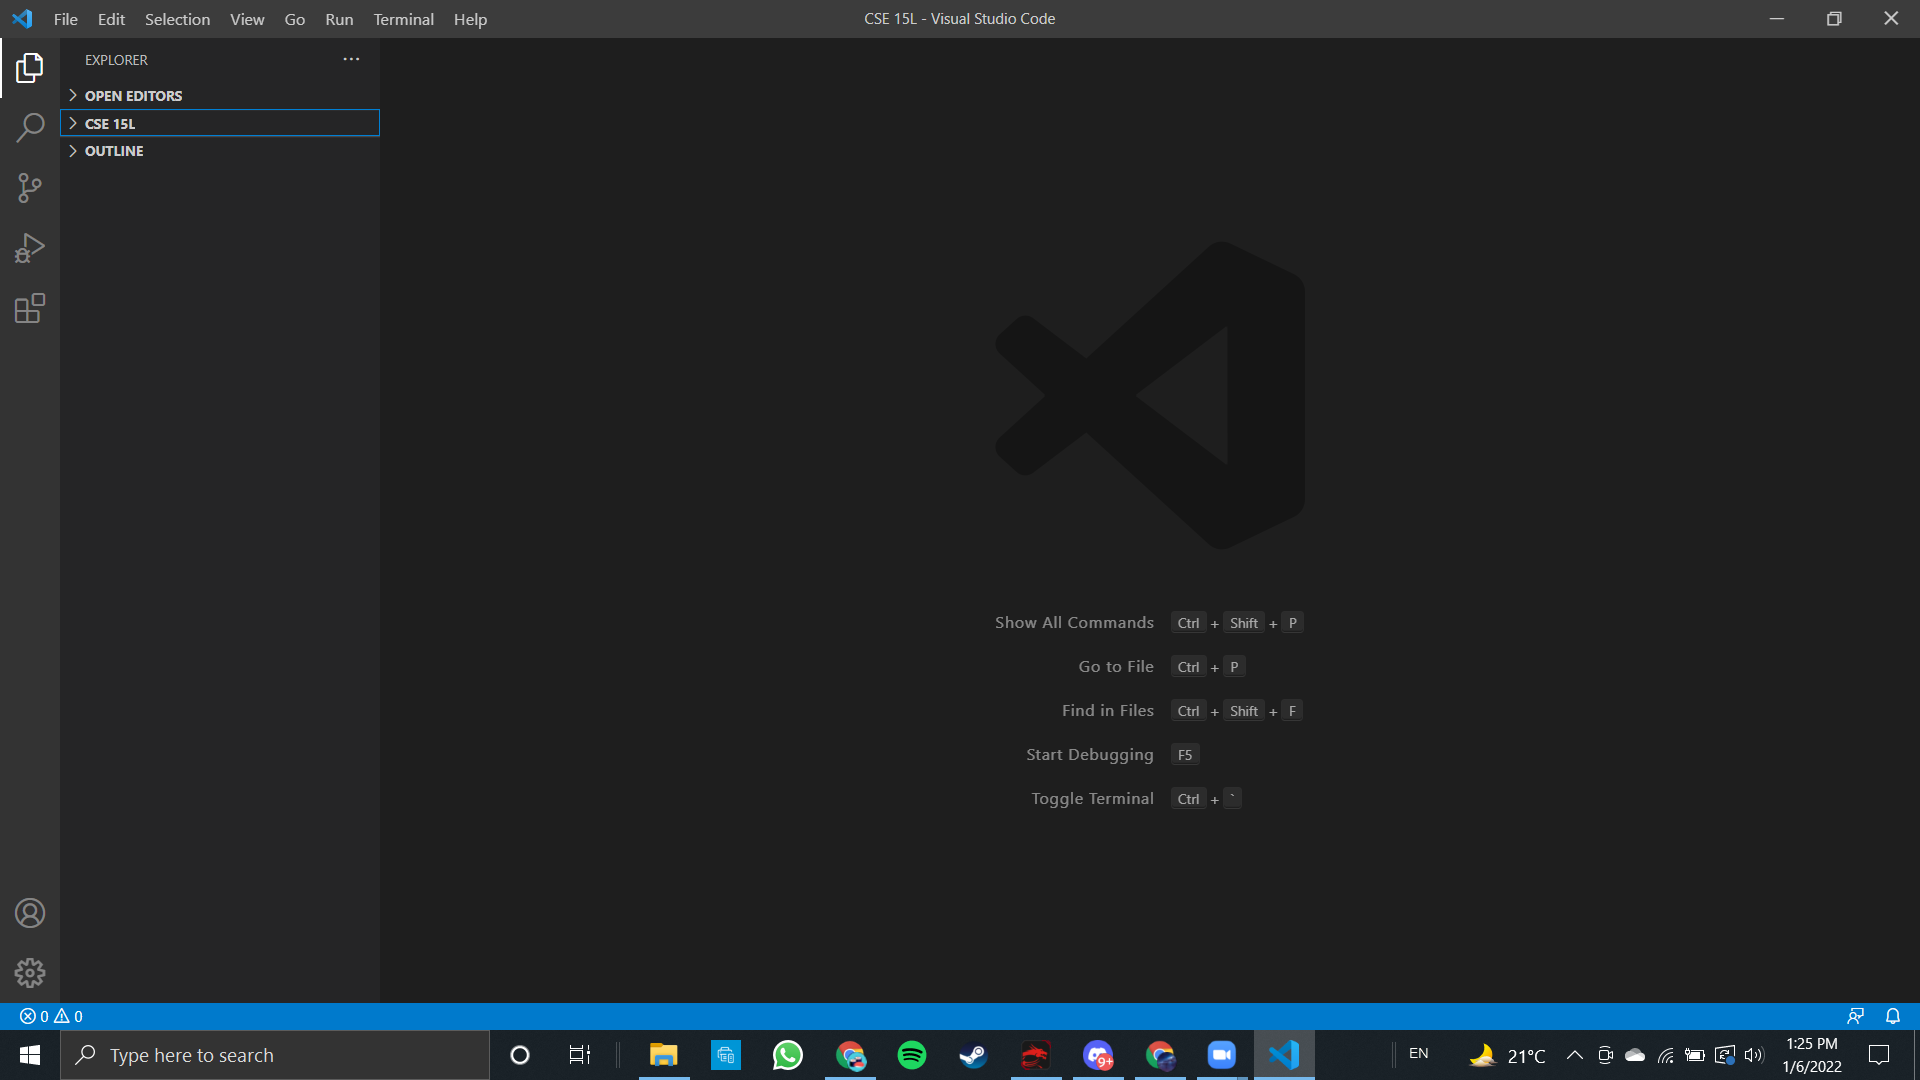 File Edit Selection View Go Run Terminal Help
CSE 15L - Visual Studio Code
EXPLORER
OPEN EDITORS
CSE 15L
OUTLINE
Show All Commands Ctrl + Shift + P
Go to File Ctrl + P
Find in Files Ctrl + Shift + F
Start Debugging F5
Toggle Terminal Ctrl + `
0 0
Type here to search
9+
EN
21°C
1:25 PM
1/6/2022